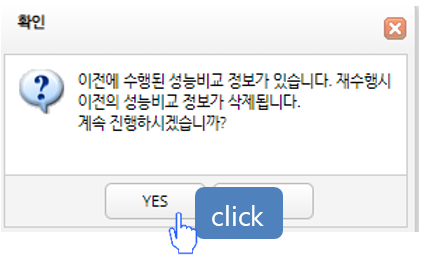 확인
이전에 수행된 성능비교 정보가 있습니다. 재수행시
이전의 성능비교 정보가 삭제됩니다.
계속 진행하시겠습니까?
YES
click